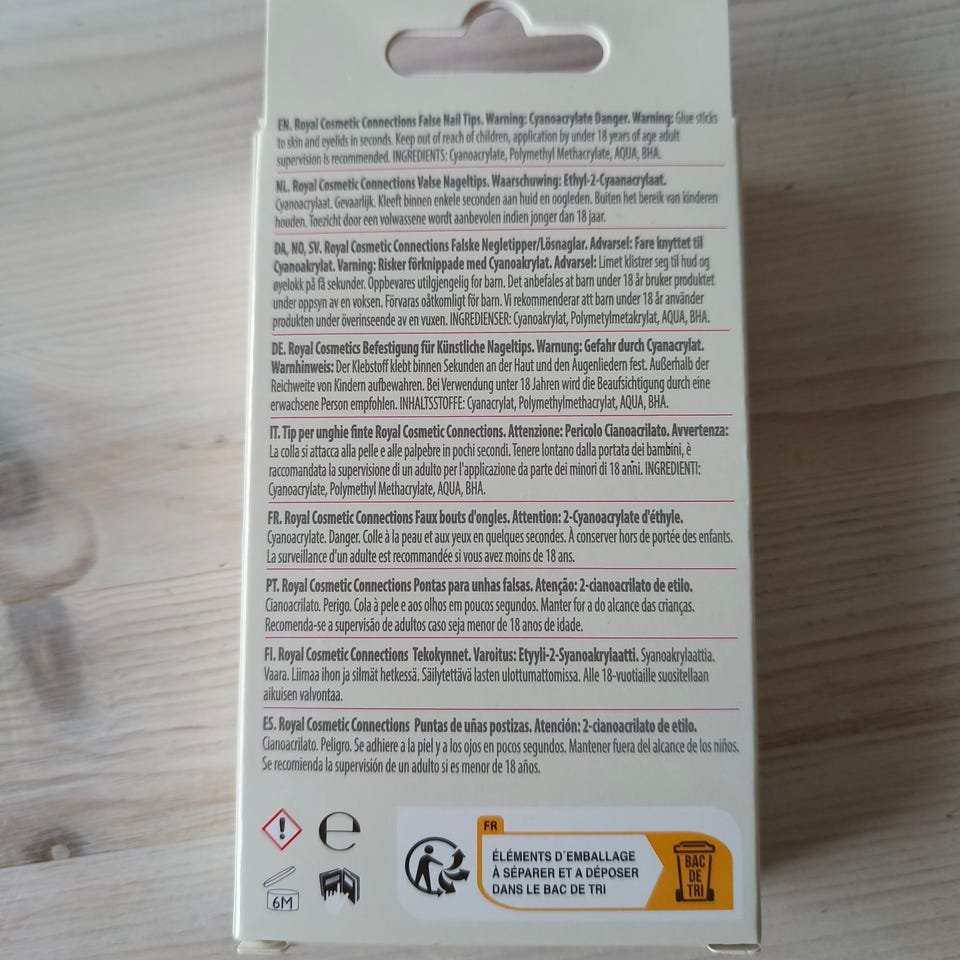 EN. Royal Cosmetic Connections False Nail Tips. Warning: Cyanoacrylate Danger. Warning: Glue sticks
to skin and eyelids in seconds. Keep out of reach of children, application by under 18 years of age adult
supervision is recommended. INGREDIENTS: Cyanoacrylate, Polymethyl Methacrylate, AQUA, BHA.
NL. Royal Cosmetic Connections Valse Nageltips. Waarschuwing: Ethyl-2-Cyaanacrylaat.
Cyanoacrylaat. Gevaarlijk. Kleeft binnen enkele seconden aan huid en oogleden. Buiten het bereik van kinderen
houden. Toezicht door een volwassene wordt aanbevolen indien jonger dan 18 jaar.
DA, NO, SV. Royal Cosmetic Connections Falske Negletipper/Lösnaglar. Advarsel: Fare knyttet til
Cyanoakrylat. Varning: Risker förknippade med Cyanoakrylat. Advarsel: Limet klistrer seg til hud og
øyelokk på få sekunder. Oppbevares utilgjengelig for barn. Det anbefales at barn under 18 år bruker produktet
under oppsyn av en voksen. Förvaras oåtkomligt för barn. Vi rekommenderar att barn under 18 år använder
produkten under överinseende av en vuxen. INGREDIENSER: Cyanoakrylat, Polymetylmetakrylat, AQUA, BHA.
DE. Royal Cosmetics Befestigung für Künstliche Nageltips. Warnung: Gefahr durch Cyanacrylat.
Warnhinweis: Der Klebstoff klebt binnen Sekunden an der Haut und den Augenliedern fest. Außerhalb der
Reichweite von Kindern aufbewahren. Bei Verwendung unter 18 Jahren wird die Beaufsichtigung durch eine
erwachsene Person empfohlen. INHALTSSTOFFE: Cyanacrylat, Polymethylmethacrylat, AQUA, BHA.
IT. Tip per unghie finte Royal Cosmetic Connections. Attenzione: Pericolo Cianoacrilato. Avvertenza:
La colla si attacca alla pelle e alle palpebre in pochi secondi. Tenere lontano dalla portata dei bambini, è
raccomandata la supervisione di un adulto per l'applicazione da parte dei minori di 18 anni. INGREDIENTI:
Cyanoacrylate, Polymethyl Methacrylate, AQUA, BHA.
FR. Royal Cosmetic Connections Faux bouts d'ongles. Attention: 2-Cyanoacrylate d'éthyle.
Cyanoacrylate. Danger. Colle à la peau et aux yeux en quelques secondes. À conserver hors de portée des enfants.
La surveillance d'un adulte est recommandée si vous avez moins de 18 ans.
PT. Royal Cosmetic Connections Pontas para unhas falsas. Atenção: 2-cianoacrilato de etilo.
Cianoacrilato. Perigo. Cola à pele e aos olhos em poucos segundos. Manter for a do alcance das crianças.
Recomenda-se a supervisão de adultos caso seja menor de 18 anos de idade.
FI. Royal Cosmetic Connections Tekokynnet. Varoitus: Etyyli-2-Syanoakrylaatti. Syanoakrylaattia.
Vaara. Liimaa ihon ja silmät hetkessä. Säilytettävä lasten ulottumattomissa. Alle 18-vuotiaille suositellaan
aikuisen valvontaa.
ES. Royal Cosmetic Connections Puntas de uñas postizas. Atención: 2-cianoacrilato de etilo.
Cianoacrilato. Peligro. Se adhiere a la piel y a los ojos en pocos segundos. Mantener fuera del alcance de los niños.
Se recomienda la supervisión de un adulto si es menor de 18 años.
6M
FR
ÉLÉMENTS D'EMBALLAGE
À SÉPARER ET A DÉPOSER
DANS LE BAC DE TRI
BAC
DE
TRI